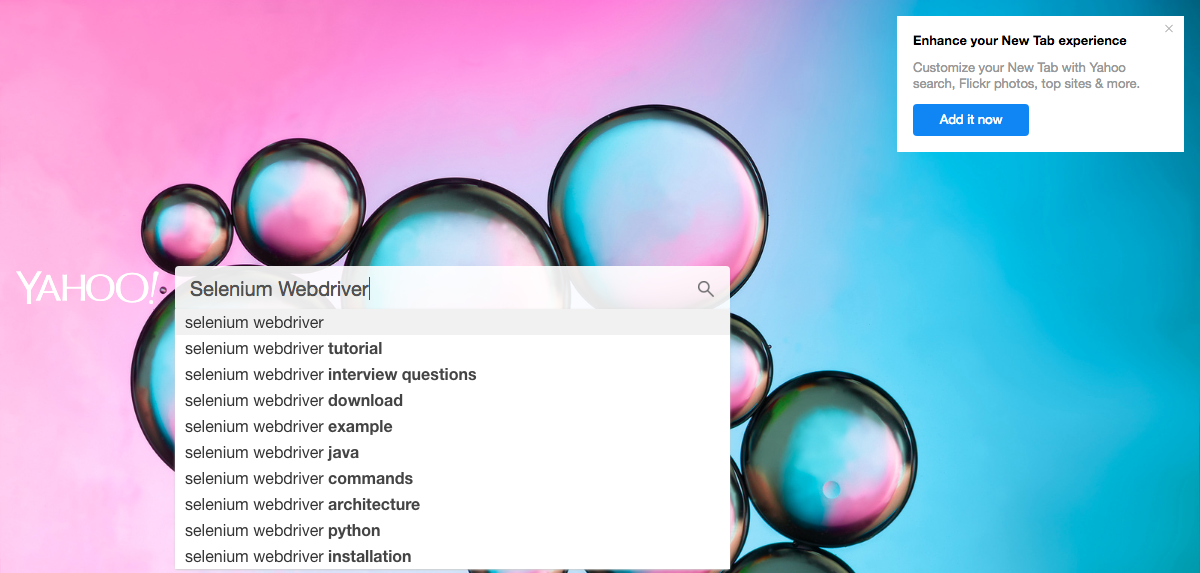 Enhance your New Tab experience
Customize your New Tab with Yahoo
search, Flickr photos, top sites & more.
Add it now
YAHOO!
Selenium Webdriver
selenium webdriver
selenium webdriver tutorial
selenium webdriver interview questions
selenium webdriver download
selenium webdriver example
selenium webdriver java
selenium webdriver commands
selenium webdriver architecture
selenium webdriver python
selenium webdriver installation